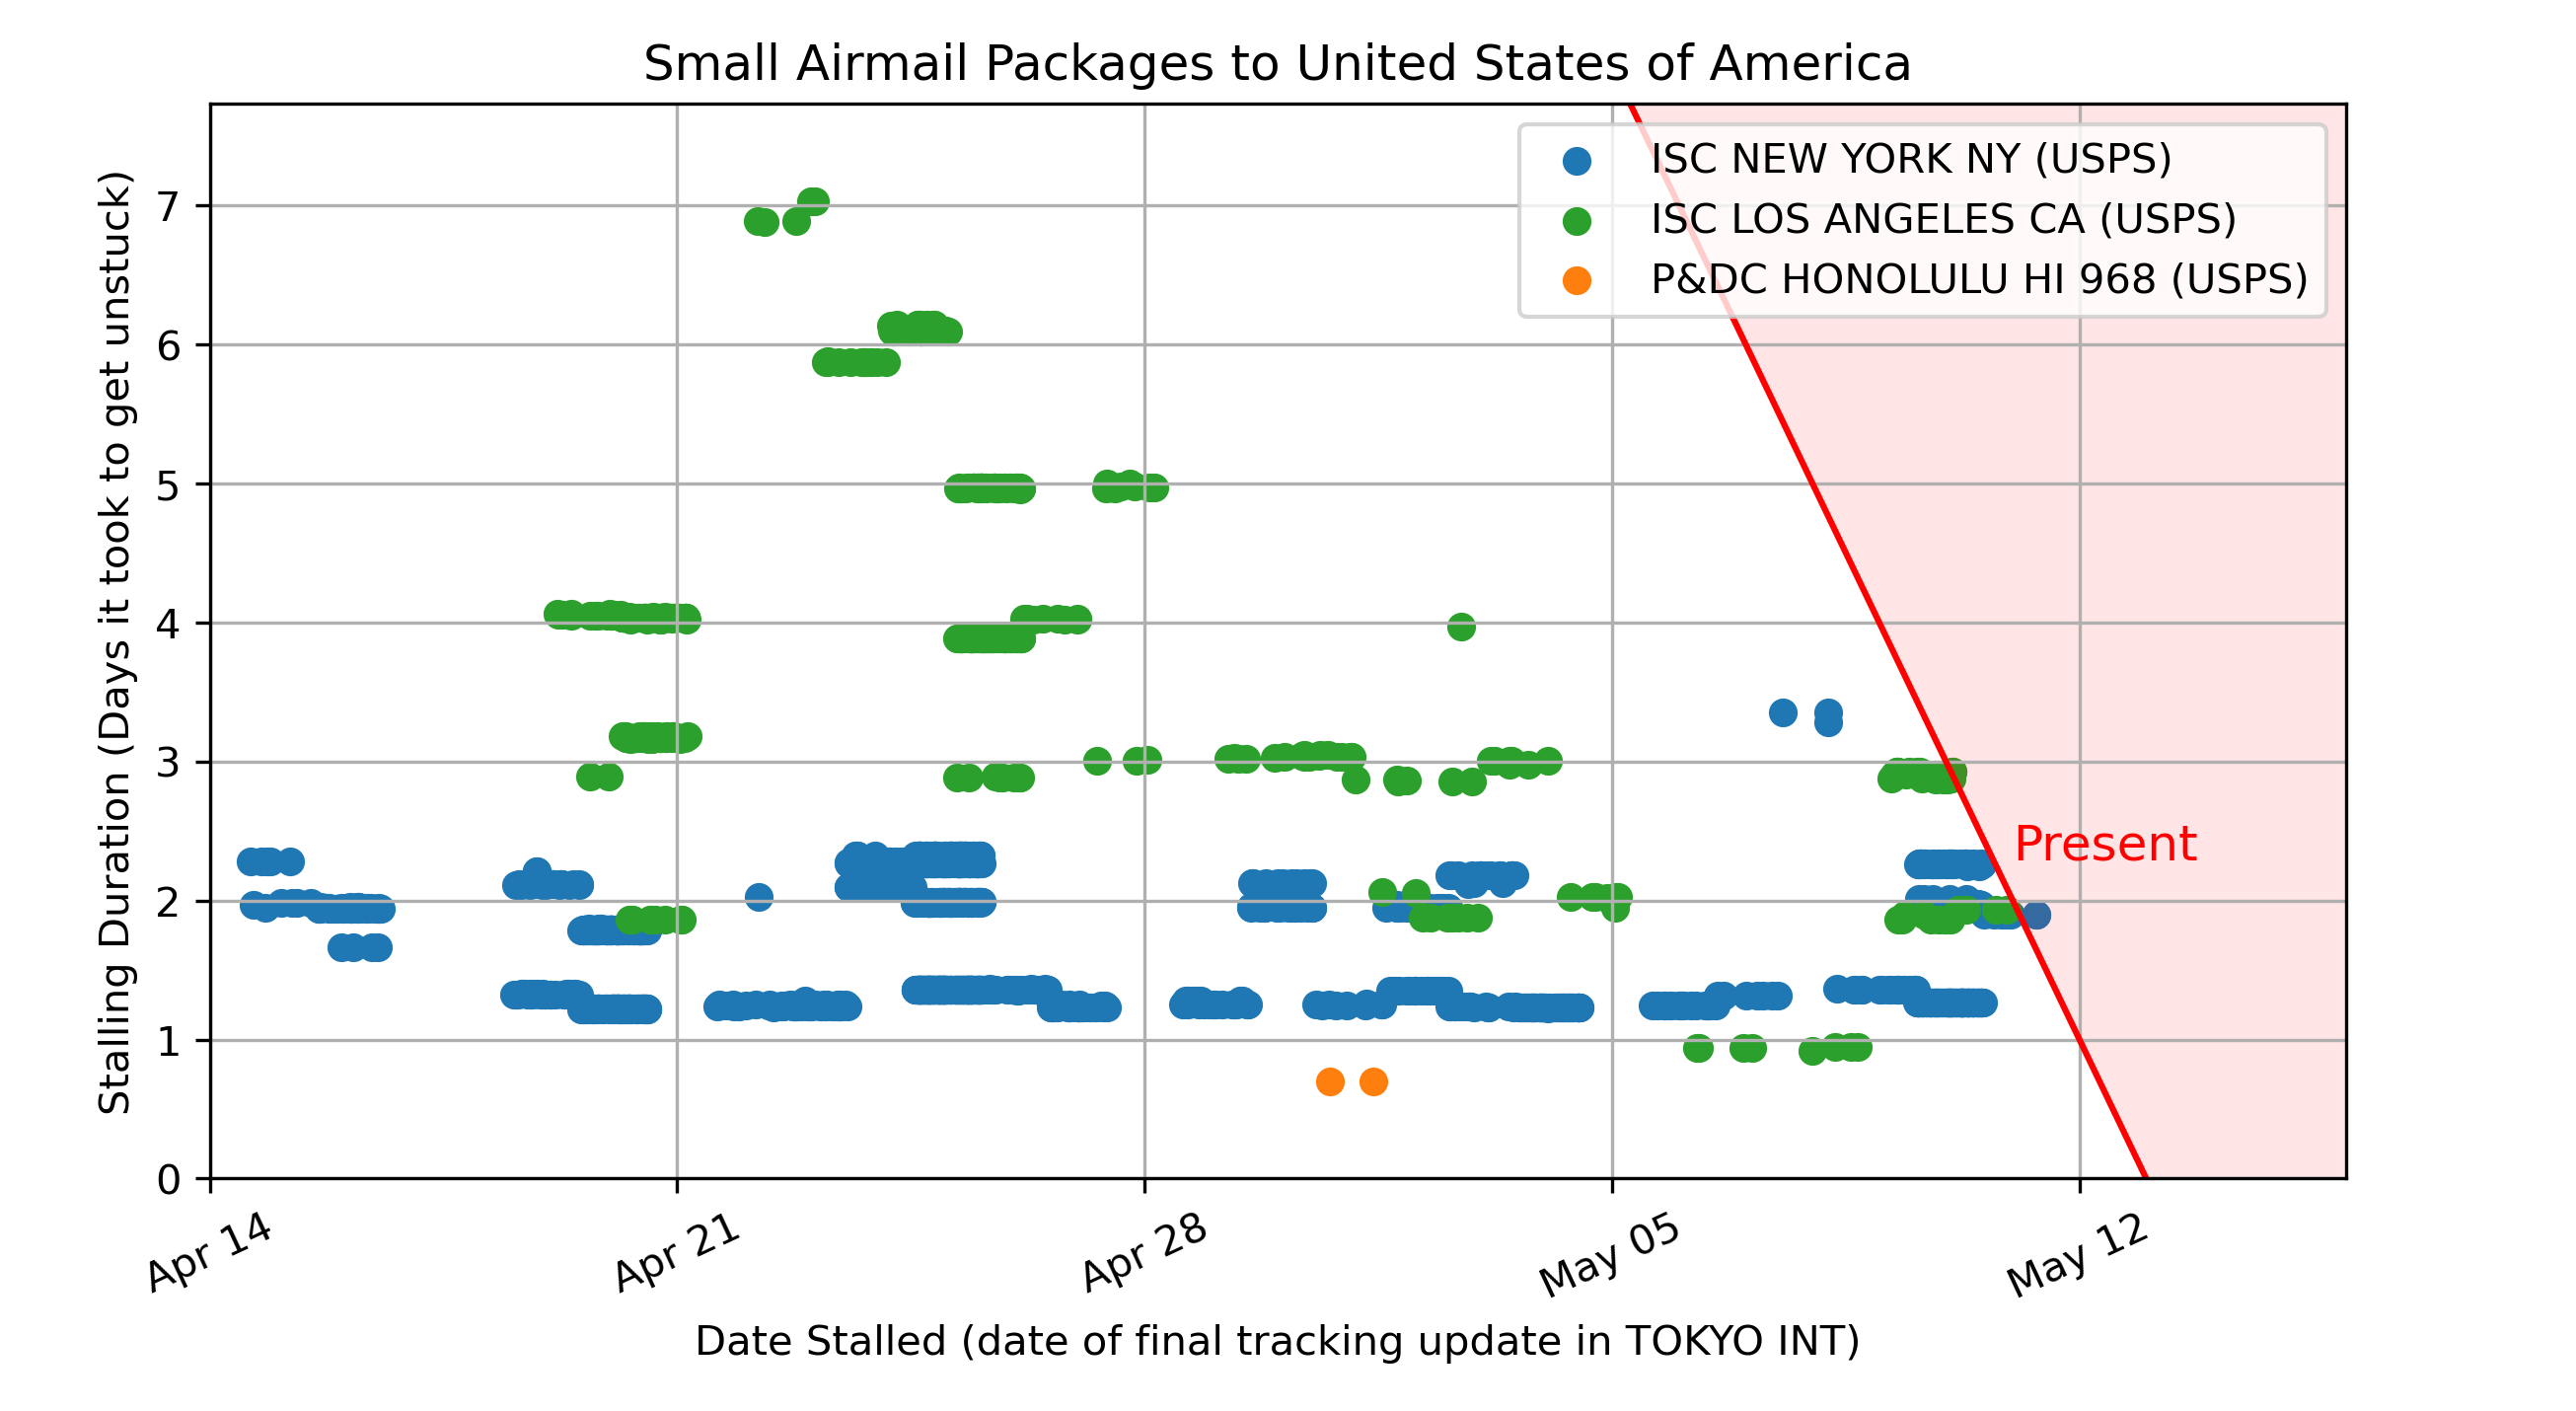 Small Airmail Packages to United States of America
ISC NEW YORK NY (USPS)
ISC LOS ANGELES CA (USPS)
P&DC HONOLULU HI 968 (USPS)
Present
Stalling Duration (Days it took to get unstuck)
7
6
5
4
3
2
1
0
Apr 14
Apr 21
Apr 28
May 05
May 12
Date Stalled (date of final tracking update in TOKYO INT)